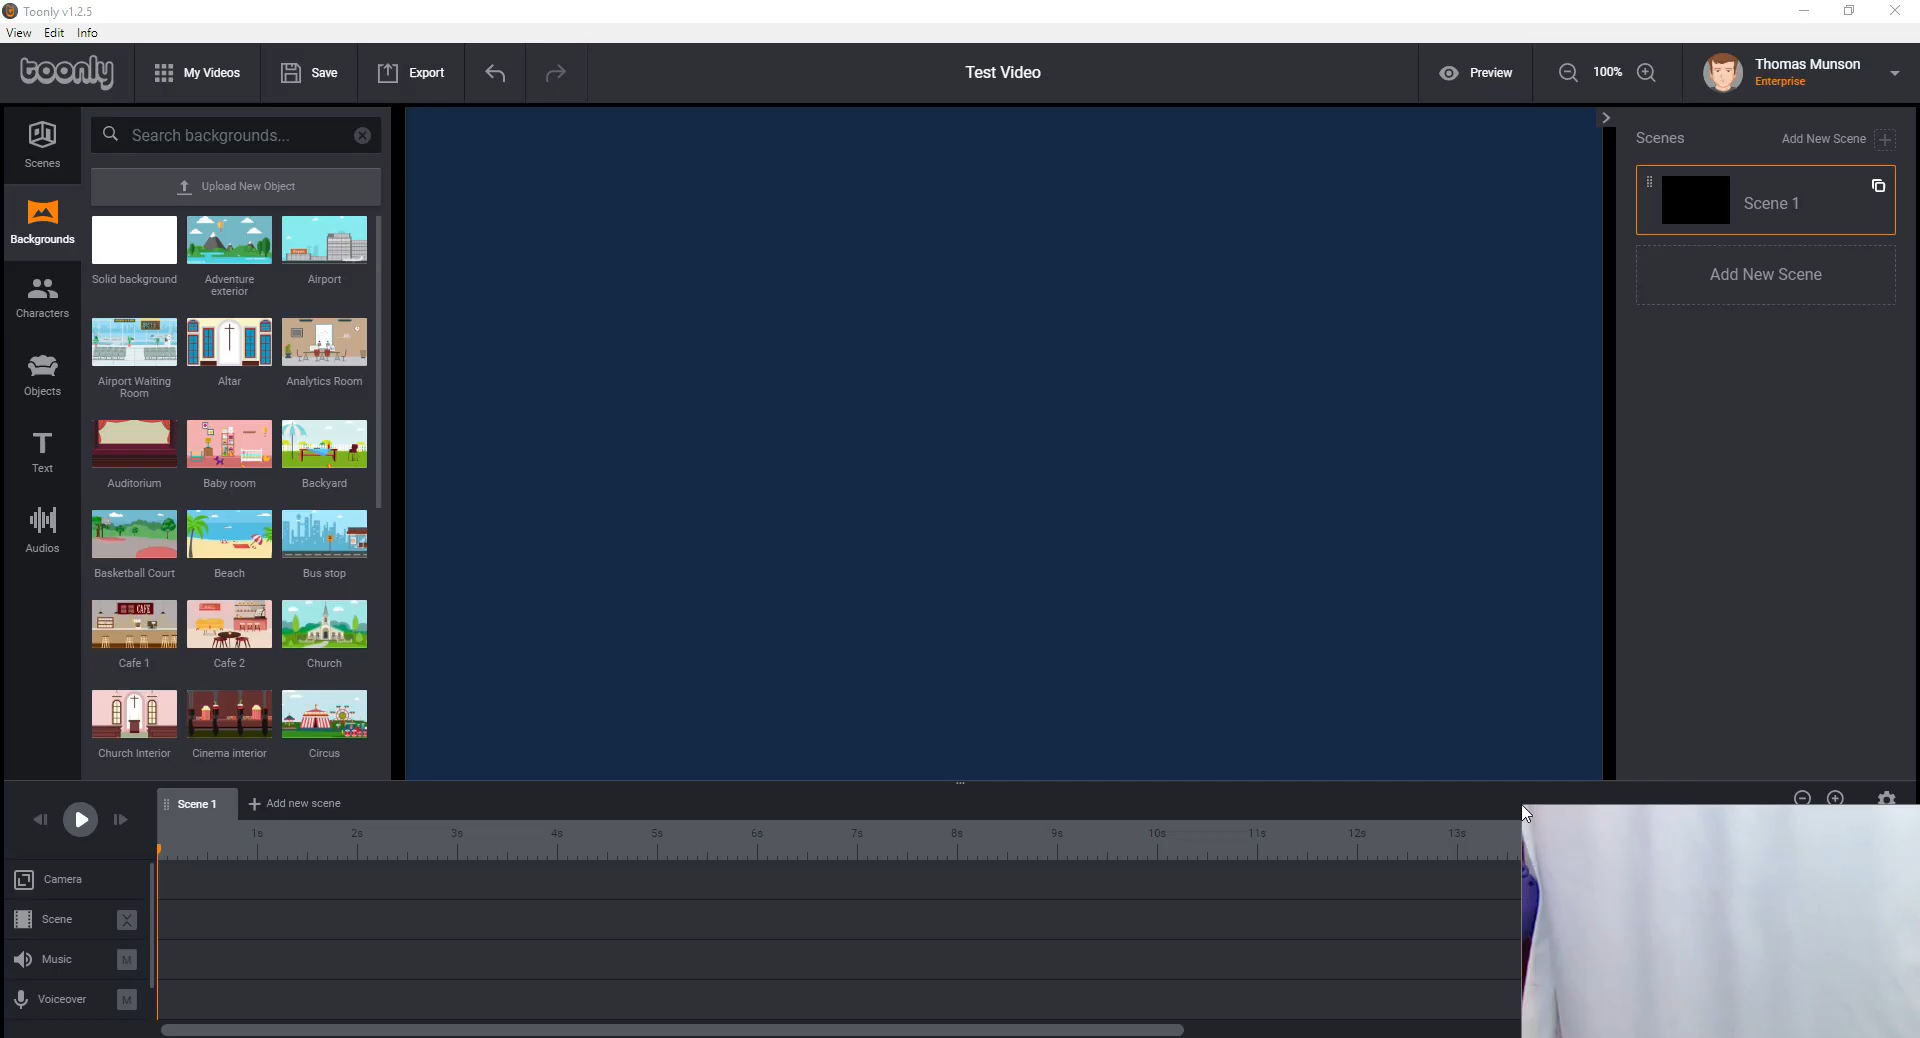 Toonly v1.2.5
View Edit Info
toonly
My Videos
Save
Export
Test Video
Preview
100%
Thomas Munson
Enterprise
Scenes
Backgrounds
Characters
Objects
Text
Audios
Search backgrounds...
Upload New Object
Solid background
Adventure
exterior
Airport
Airport Waiting
Room
Altar
Analytics Room
Auditorium
Baby room
Backyard
Basketball Court
Beach
Bus stop
CAFE
Cafe 1
Cafe 2
Church
Church Interior
Cinema interior
Circus
Scenes
Add New Scene
Scene 1
Add New Scene
Scene 1
Add new scene
1s 2s 3s 4s 5s 6s 7s 8s 9s 10s 11s 12s 13s
Camera
Scene
Music M
Voiceover M